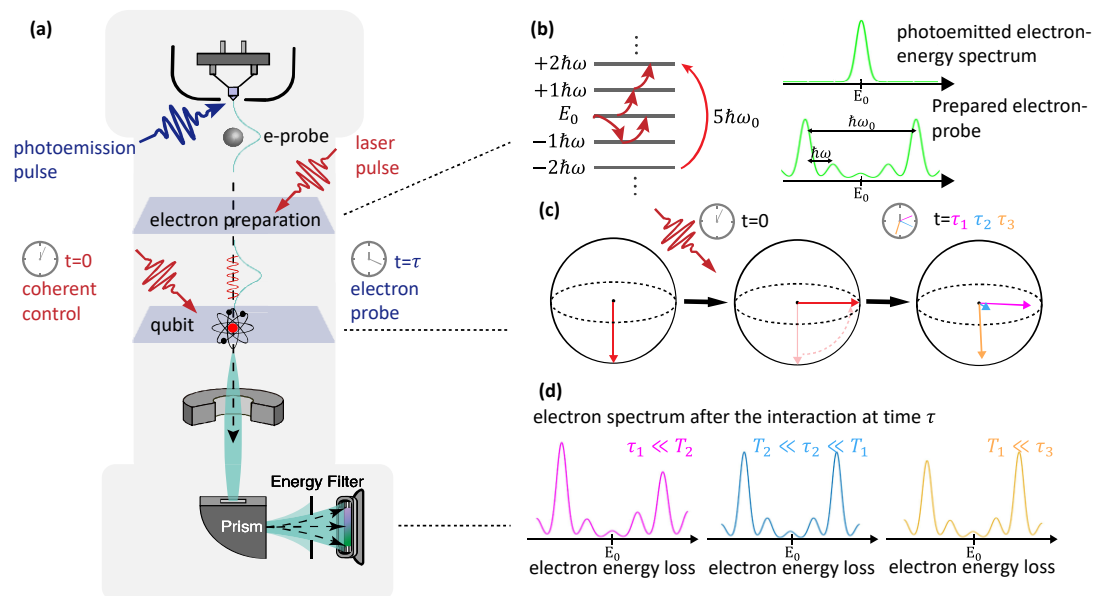 (a)
photoemission
pulse
e-probe
laser
pulse
electron preparation
t=0
coherent
control
t=τ
electron
probe
qubit
Energy Filter
Prism
(b)
⋮
+2ℏω
+1ℏω
E₀
−1ℏω
−2ℏω
⋮
5ℏω₀
photoemitted electron-
energy spectrum
E₀
Prepared electron-
probe
ℏω₀
ℏω
E₀
(c)
t=0
t=τ₁ τ₂ τ₃
(d)
electron spectrum after the interaction at time τ
τ₁ ≪ T₂
T₂ ≪ τ₂ ≪ T₁
T₁ ≪ τ₃
E₀
E₀
E₀
electron energy loss
electron energy loss
electron energy loss